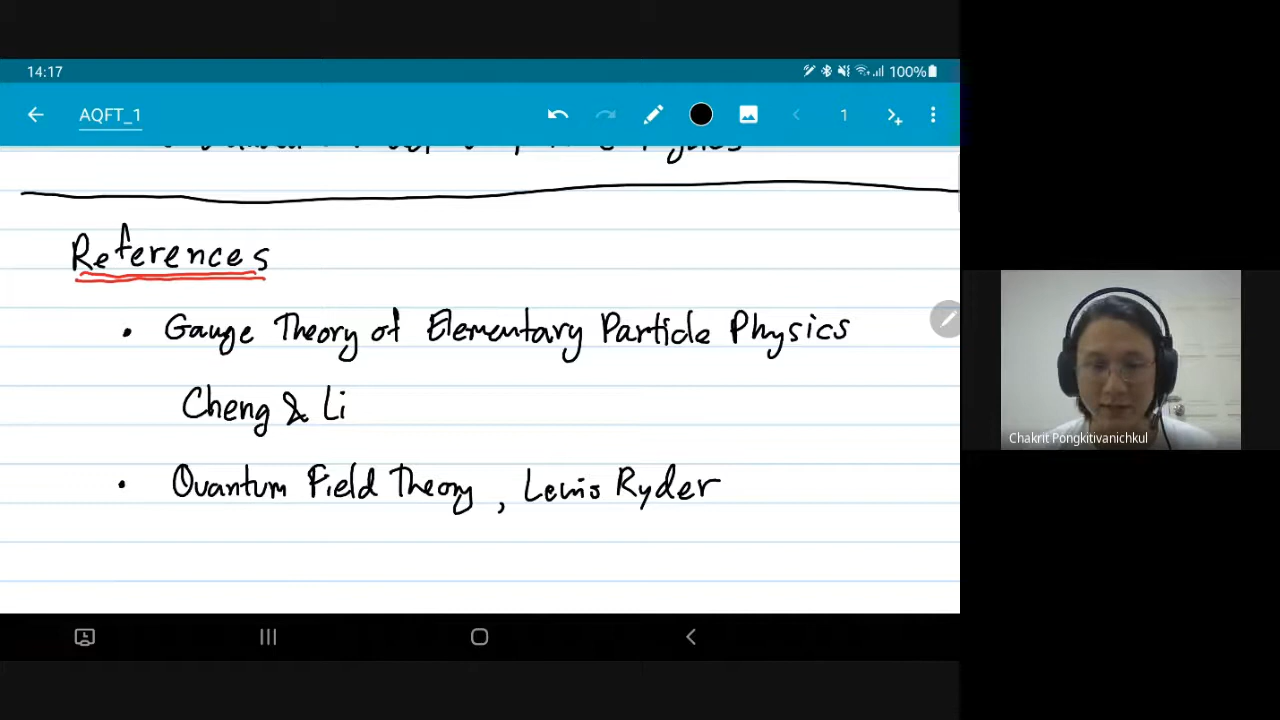 14:17
100%
AQFT_1
1
References
• Gauge Theory of Elementary Particle Physics
Cheng & Li
• Quantum Field Theory, Lewis Ryder
Chakrit Pongkitivanichkul